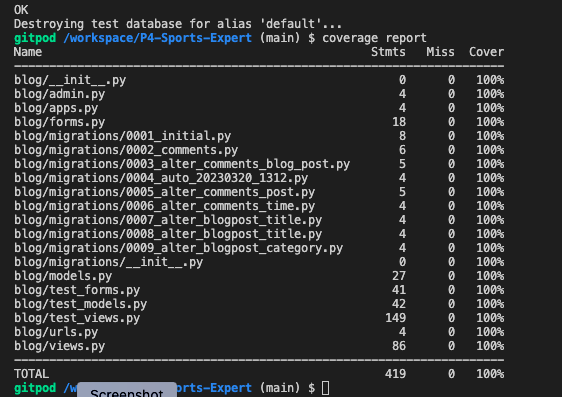 OK
Destroying test database for alias 'default'...
gitpod /workspace/P4-Sports-Expert (main) $ coverage report
Name Stmts Miss Cover
blog/__init__.py 0 0 100%
blog/admin.py 4 0 100%
blog/apps.py 4 0 100%
blog/forms.py 18 0 100%
blog/migrations/0001_initial.py 8 0 100%
blog/migrations/0002_comments.py 6 0 100%
blog/migrations/0003_alter_comments_blog_post.py 5 0 100%
blog/migrations/0004_auto_20230320_1312.py 4 0 100%
blog/migrations/0005_alter_comments_post.py 5 0 100%
blog/migrations/0006_alter_comments_time.py 4 0 100%
blog/migrations/0007_alter_blogpost_title.py 4 0 100%
blog/migrations/0008_alter_blogpost_title.py 4 0 100%
blog/migrations/0009_alter_blogpost_category.py 4 0 100%
blog/migrations/__init__.py 0 0 100%
blog/models.py 27 0 100%
blog/test_forms.py 41 0 100%
blog/test_models.py 42 0 100%
blog/test_views.py 149 0 100%
blog/urls.py 4 0 100%
blog/views.py 86 0 100%
TOTAL 419 0 100%
gitpod /w Screenshot orts-Expert (main) $